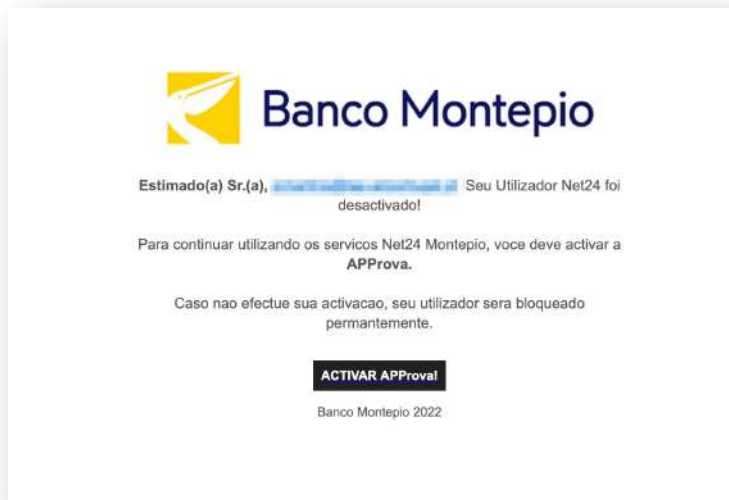 Banco Montepio
Estimado(a) Sr.(a), Seu Utilizador Net24 foi
desactivado!
Para continuar utilizando os servicos Net24 Montepio, voce deve activar a
APProva.
Caso nao efectue sua activacao, seu utilizador sera bloqueado
permantemente.
ACTIVAR APProva!
Banco Montepio 2022